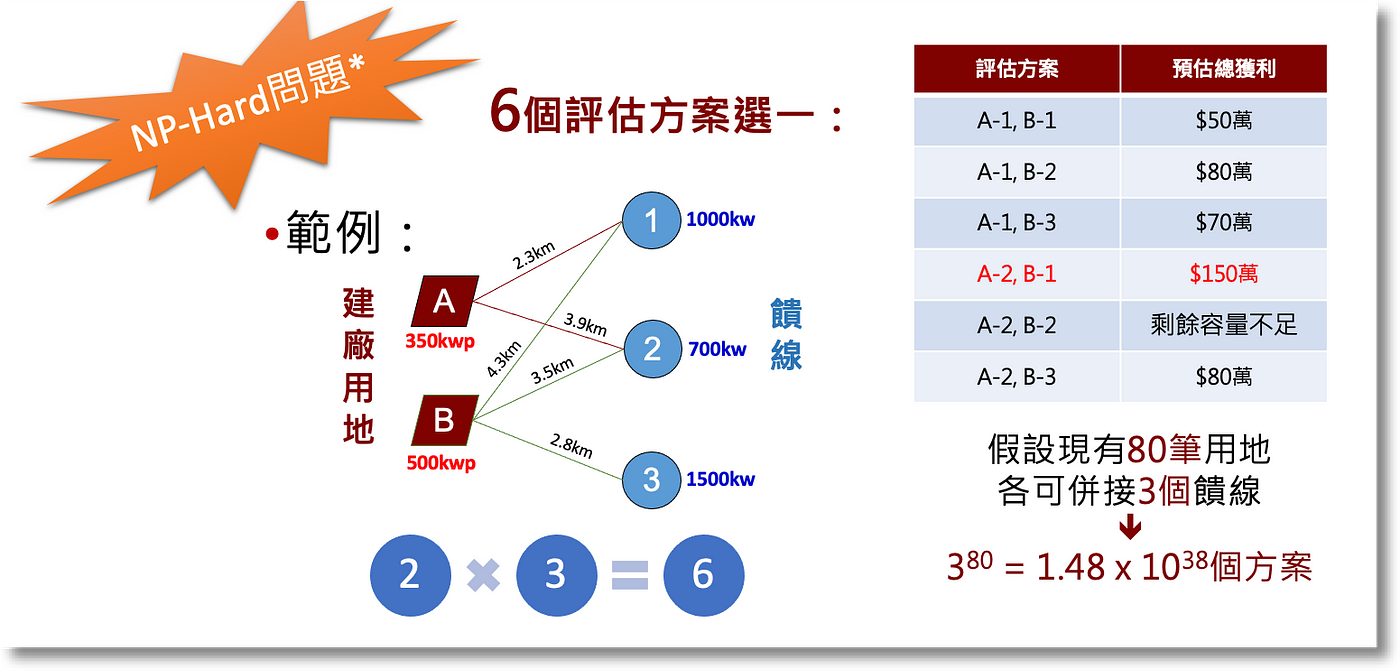 NP-Hard問題*
6個評估方案選一：
•範例：
建廠用地
A
350kwp
B
500kwp
2.3km
3.9km
4.3km
3.5km
2.8km
1
1000kw
2
700kw
3
1500kw
饋線
2 × 3 = 6
評估方案 預估總獲利
A-1, B-1 $50萬
A-1, B-2 $80萬
A-1, B-3 $70萬
A-2, B-1 $150萬
A-2, B-2 剩餘容量不足
A-2, B-3 $80萬
假設現有80筆用地
各可併接3個饋線
3⁸⁰ = 1.48 x 10³⁸個方案